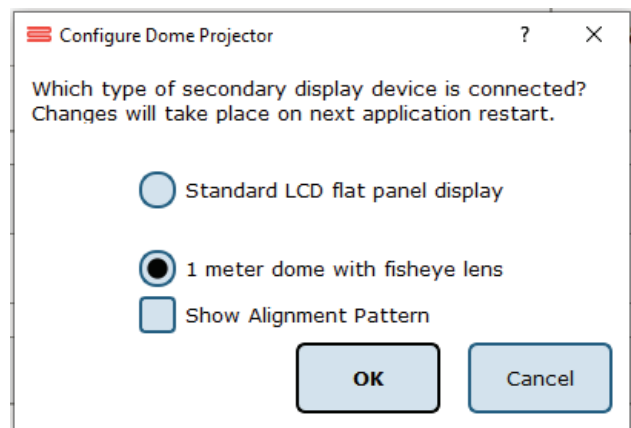 Configure Dome Projector
Which type of secondary display device is connected?
Changes will take place on next application restart.
Standard LCD flat panel display
1 meter dome with fisheye lens
Show Alignment Pattern
OK Cancel